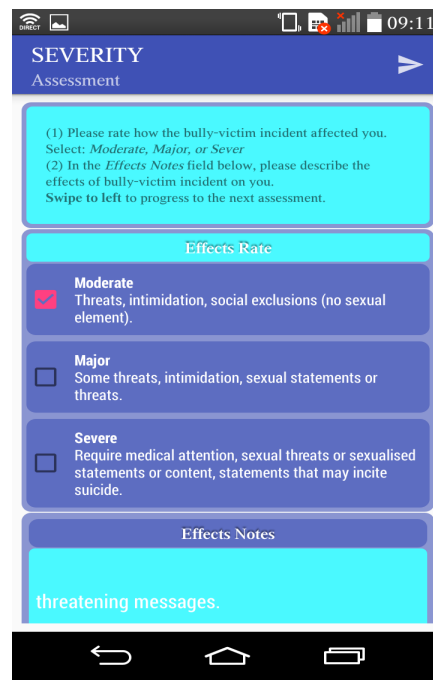 DIRECT
09:11
SEVERITY
Assessment
(1) Please rate how the bully-victim incident affected you.
Select: Moderate, Major, or Sever
(2) In the Effects Notes field below, please describe the
effects of bully-victim incident on you.
Swipe to left to progress to the next assessment.
Effects Rate
Moderate
Threats, intimidation, social exclusions (no sexual
element).
Major
Some threats, intimidation, sexual statements or
threats.
Severe
Require medical attention, sexual threats or sexualised
statements or content, statements that may incite
suicide.
Effects Notes
threatening messages.